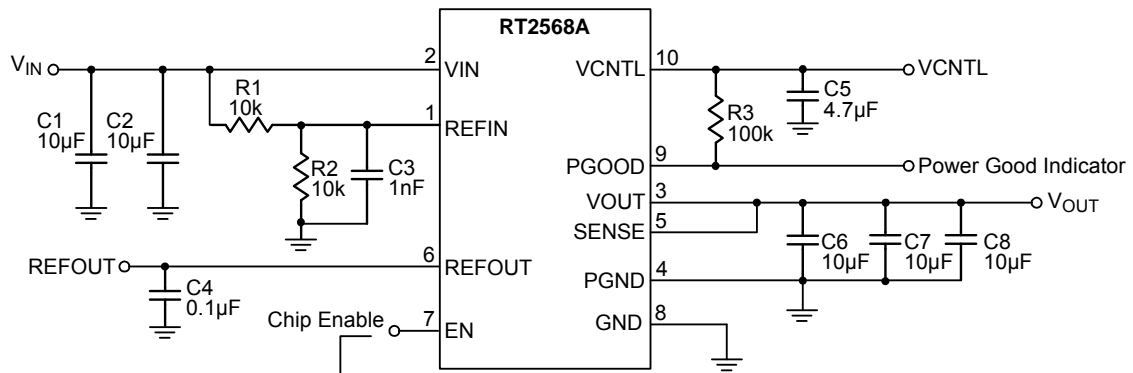 RT2568A
VIN
2
VIN
10
VCNTL
VCNTL
R1
10k
C1
10µF
C2
10µF
1
REFIN
R2
10k
C3
1nF
R3
100k
C5
4.7µF
9
PGOOD
Power Good Indicator
3
VOUT
VOUT
5
SENSE
C6
10µF
C7
10µF
C8
10µF
REFOUT
6
REFOUT
4
PGND
C4
0.1µF
Chip Enable
7
EN
8
GND